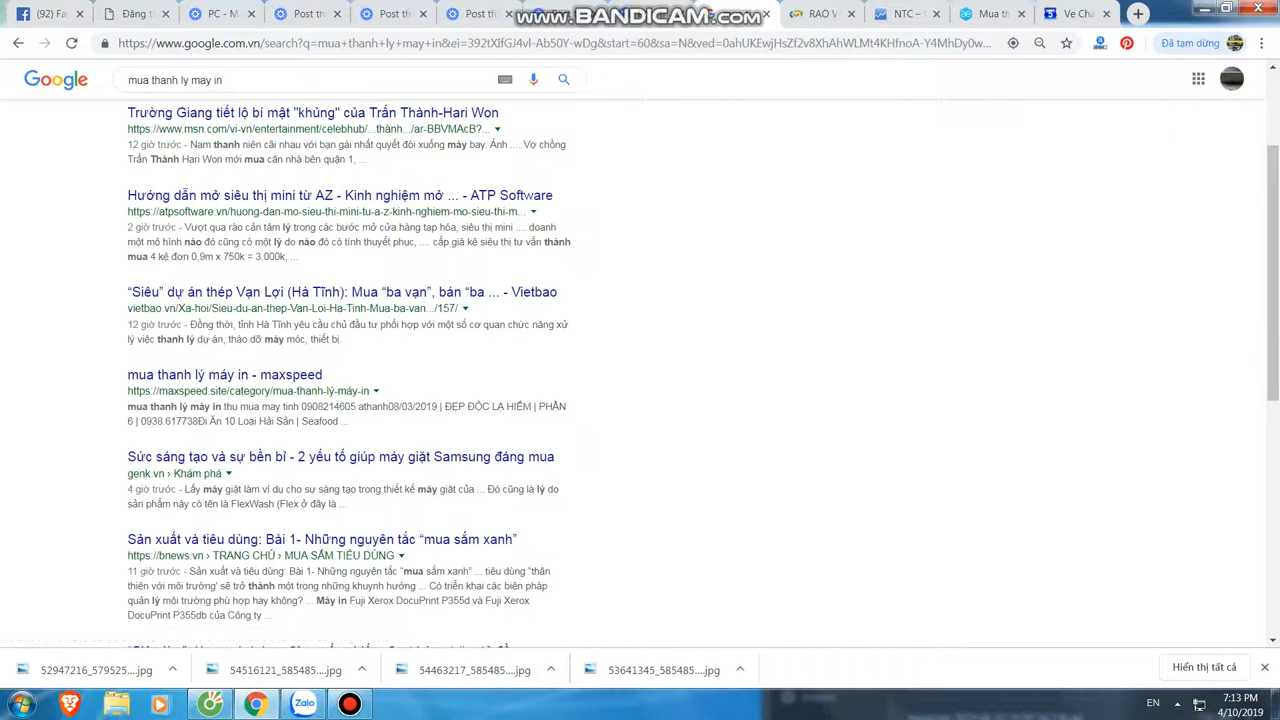 (92) F
Đăng t
PC - M
Post th
Post th
Post th
RAO V
NTC -
Mua th
Ve Cha
www.BANDICAM.com
https://www.google.com.vn/search?q=mua+thanh+ly+may+in&ei=392tXGJ4vI-Ab50Y-wDg&start=60&sa=N&ved=0ahUKEwjHsZf2v8XhAhWLMt4KHfnoA-Y4MhDy0w...
Đã tạm dừng
Google
mua thanh ly may in
Trường Giang tiết lộ bí mật "khủng" của Trấn Thành-Hari Won
https://www.msn.com/vi-vn/entertainment/celebhub/...thành.../ar-BBVMAcB?...
12 giờ trước - Nam thanh niên cãi nhau với bạn gái nhất quyết đòi xuống máy bay. Ảnh .... Vợ chồng
Trấn Thành Hari Won mới mua căn nhà bên quận 1, ...
Hướng dẫn mở siêu thị mini từ AZ - Kinh nghiệm mở ... - ATP Software
https://atpsoftware.vn/huong-dan-mo-sieu-thi-mini-tu-a-z-kinh-nghiem-mo-sieu-thi-m...
2 giờ trước - Vượt qua rào cản tâm lý trong các bước mở cửa hàng tạp hóa, siêu thị mini .... doanh
một mô hình nào đó cũng có một lý do nào đó có tính thuyết phục, .... cấp giá kệ siêu thị tư vấn thành
mua 4 kệ đơn 0,9m x 750k = 3.000k, ...
“Siêu” dự án thép Vạn Lợi (Hà Tĩnh): Mua “ba vạn”, bán “ba ... - Vietbao
vietbao.vn/Xa-hoi/Sieu-du-an-thep-Van-Loi-Ha-Tinh-Mua-ba-van.../157/
12 giờ trước - Đồng thời, tỉnh Hà Tĩnh yêu cầu chủ đầu tư phối hợp với một số cơ quan chức năng xử
lý việc thanh lý dự án, tháo dỡ máy móc, thiết bị.
mua thanh lý máy in - maxspeed
https://maxspeed.site/category/mua-thanh-lý-máy-in
mua thanh lý máy in thu mua may tinh 0908214605 athanh08/03/2019 | ĐẸP ĐỘC LẠ HIẾM | PHẦN
6 | 0938.617738Đi Ăn 10 Loại Hải Sản | Seafood ...
Sức sáng tạo và sự bền bỉ - 2 yếu tố giúp máy giặt Samsung đáng mua
genk.vn › Khám phá
4 giờ trước - Lấy máy giặt làm ví dụ cho sự sáng tạo trong thiết kế máy giặt của ... Đó cũng là lý do
sản phẩm này có tên là FlexWash (Flex ở đây là ...
Sản xuất và tiêu dùng: Bài 1- Những nguyên tắc “mua sắm xanh”
https://bnews.vn › TRANG CHỦ › MUA SẮM TIÊU DÙNG
11 giờ trước - Sản xuất và tiêu dùng: Bài 1- Những nguyên tắc “mua sắm xanh” ... tiêu dùng “thân
thiện với môi trường' sẽ trở thành một trong những khuynh hướng ... Có triển khai các biện pháp
quản lý môi trường phù hợp hay không? ... Máy in Fuji Xerox DocuPrint P355d và Fuji Xerox
DocuPrint P355db của Công ty ...
52947216_579525....jpg
54516121_585485....jpg
54463217_585485....jpg
53641345_585485....jpg
Hiển thị tất cả
Zalo
EN
7:13 PM
4/10/2019